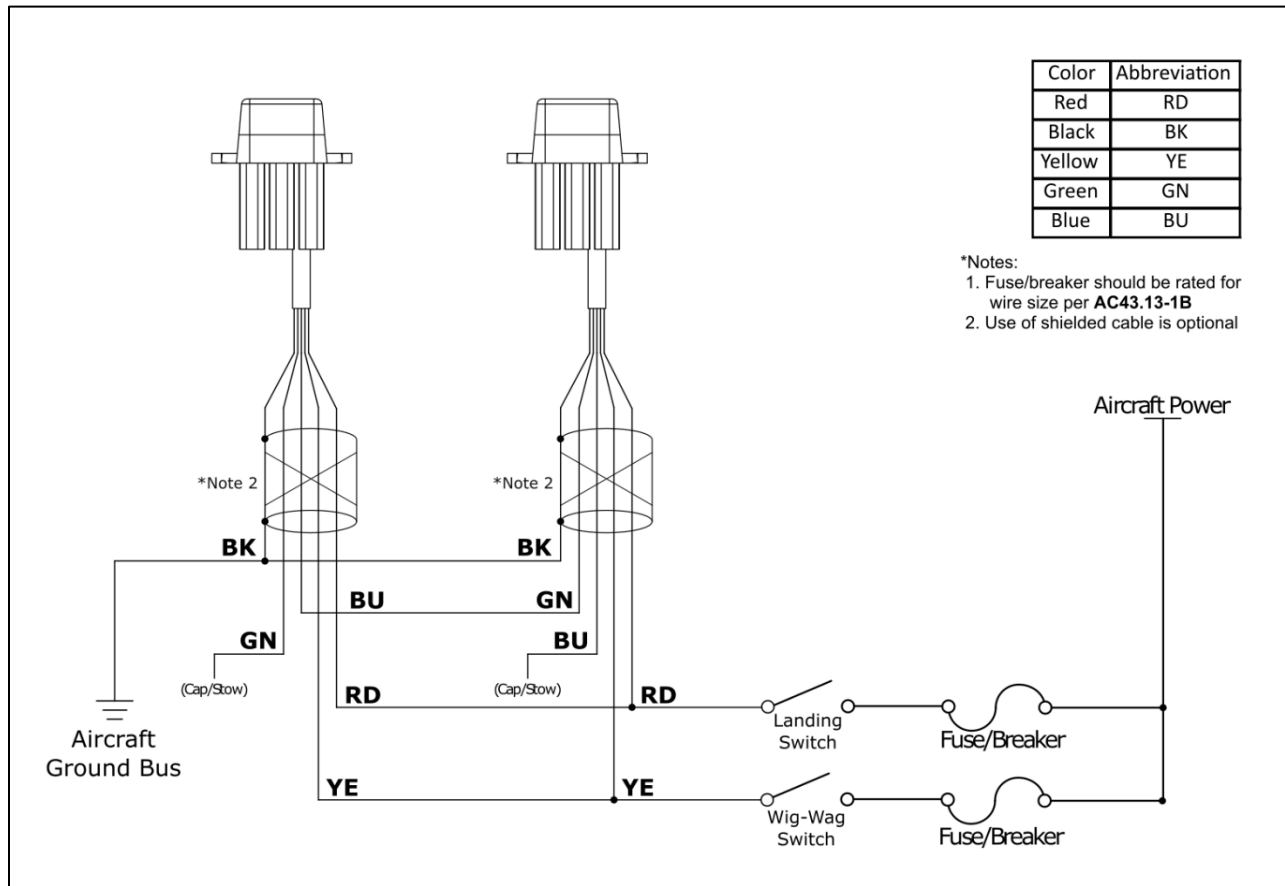 Color Abbreviation
Red RD
Black BK
Yellow YE
Green GN
Blue BU
*Notes:
1. Fuse/breaker should be rated for
wire size per AC43.13-1B
2. Use of shielded cable is optional
Aircraft Power
*Note 2
*Note 2
BK
BK
BU
GN
GN
BU
(Cap/Stow)
(Cap/Stow)
RD
RD
Landing
Switch
Fuse/Breaker
Aircraft
Ground Bus
YE
YE
Wig-Wag
Switch
Fuse/Breaker